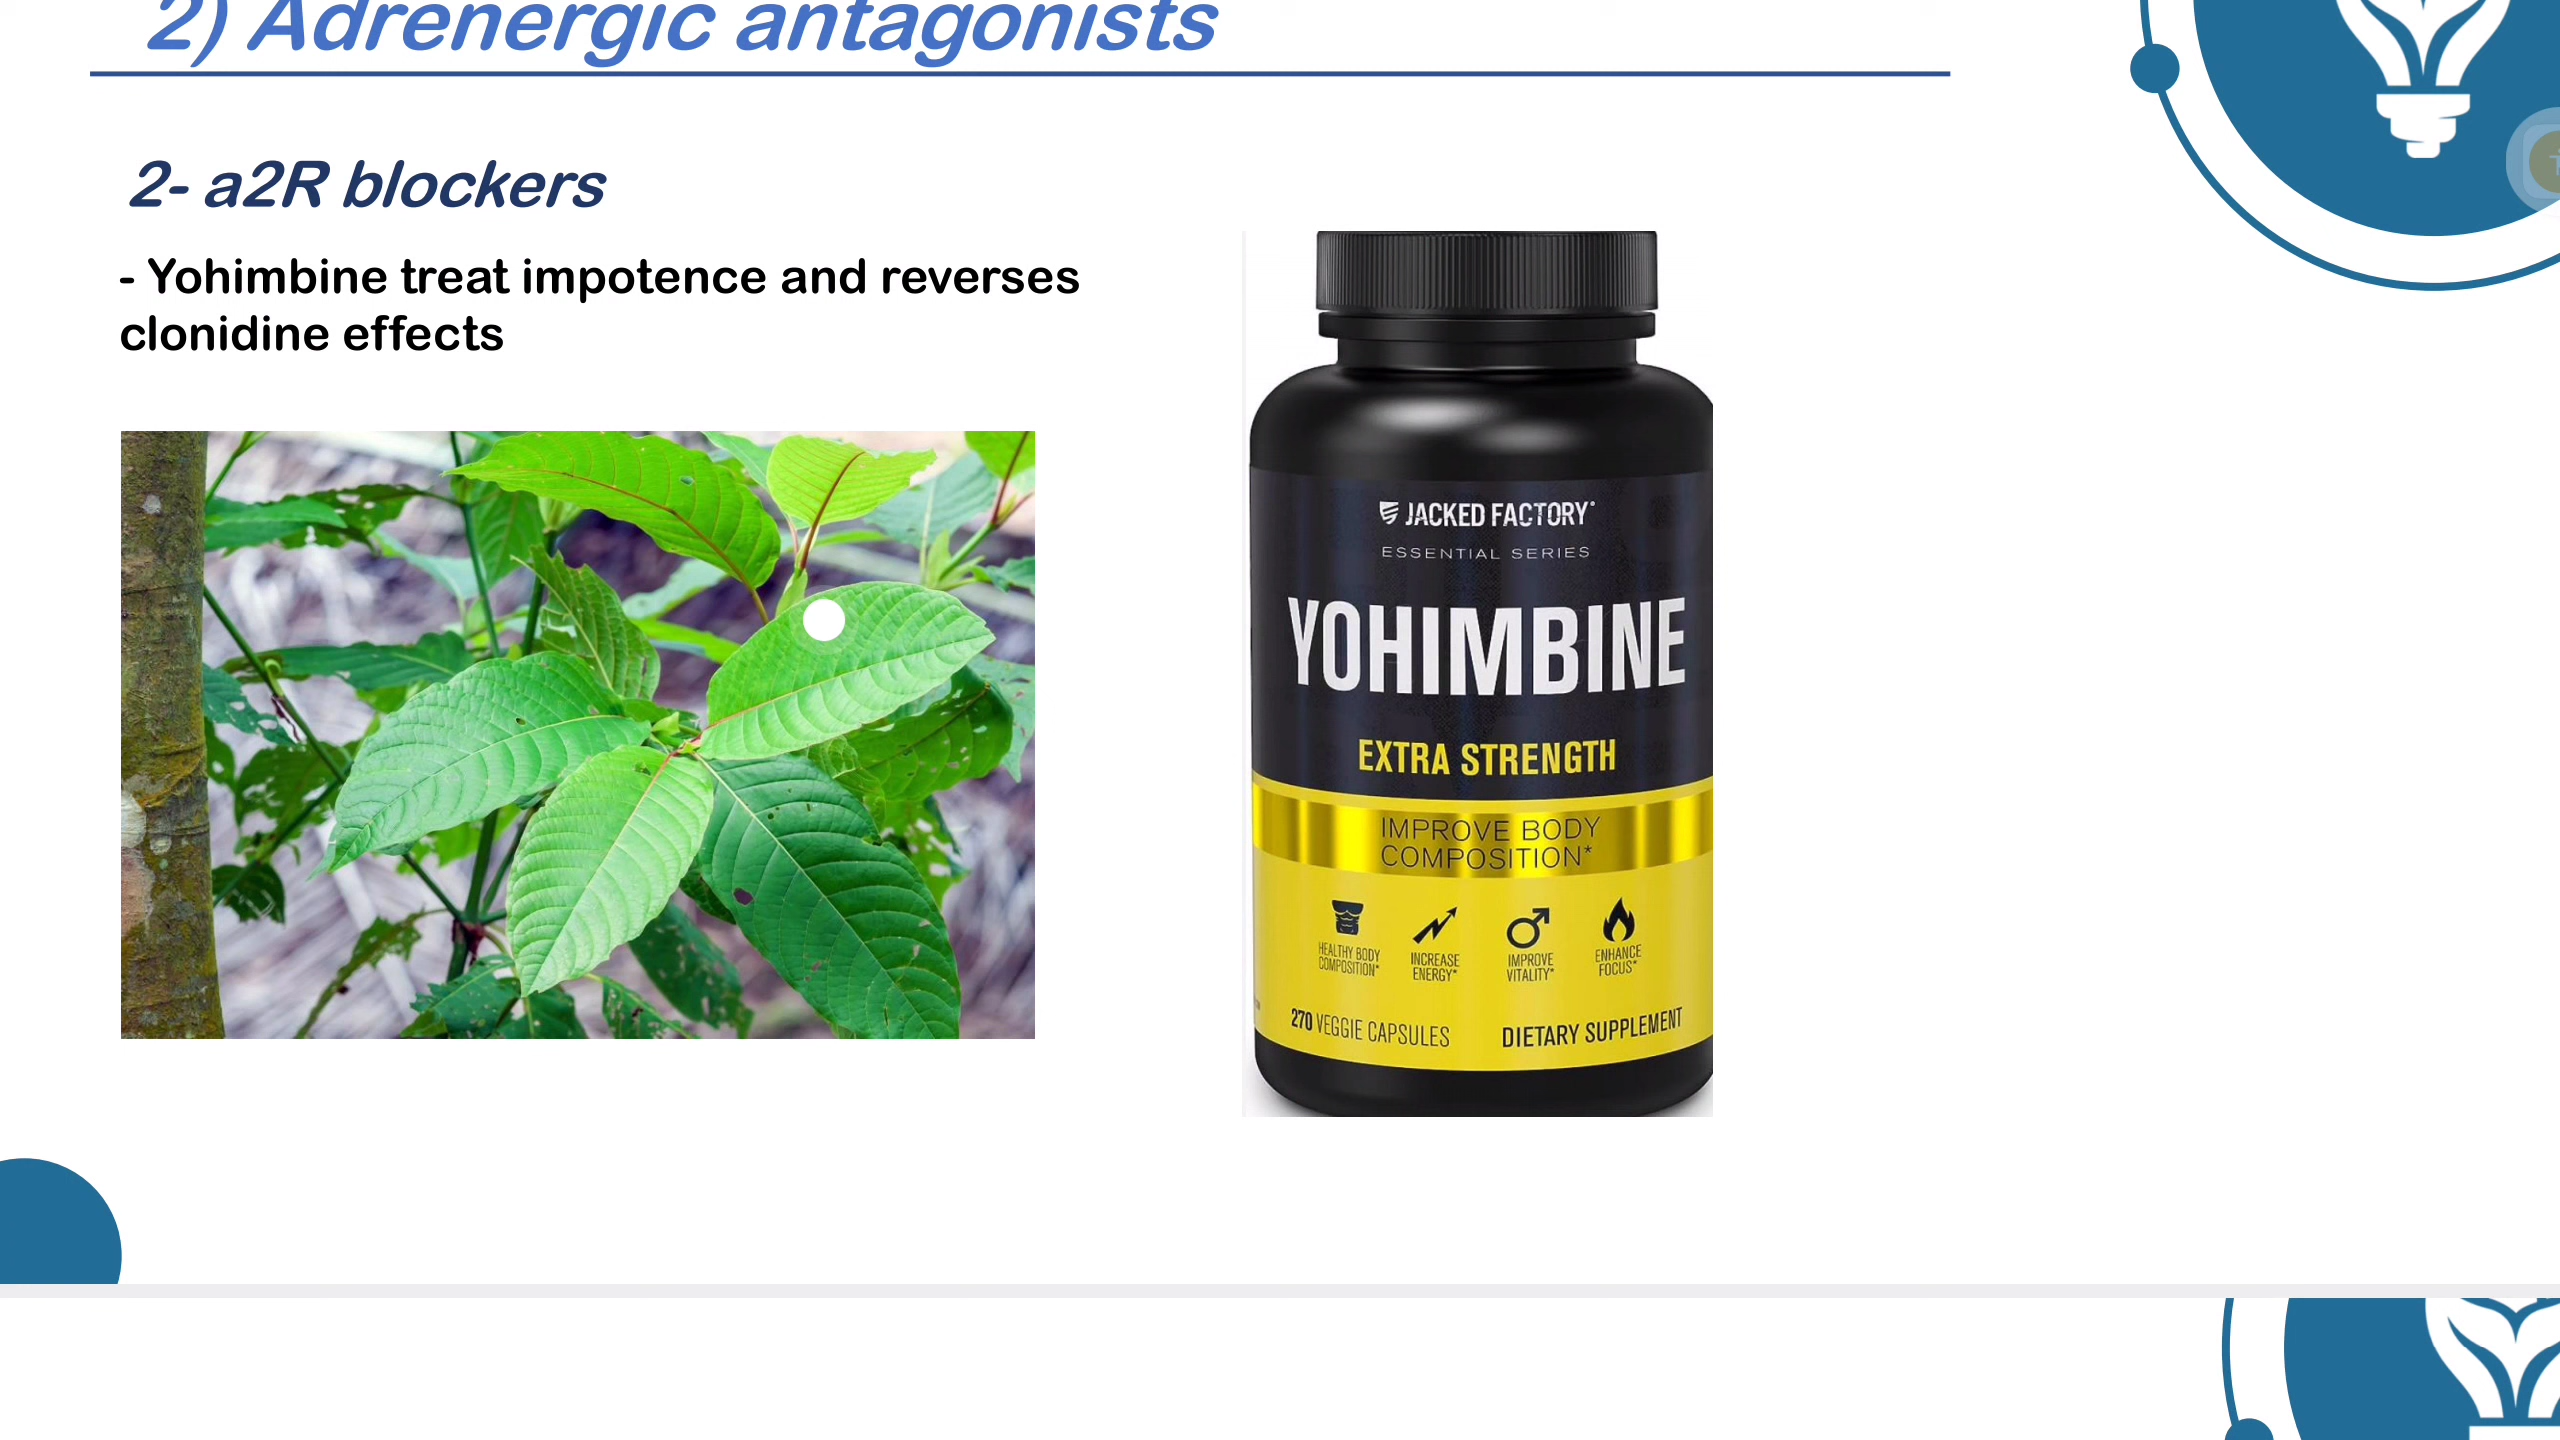 2) Adrenergic antagonists
2- a2R blockers
- Yohimbine treat impotence and reverses
clonidine effects
JACKED FACTORY®
ESSENTIAL SERIES
YOHIMBINE
EXTRA STRENGTH
IMPROVE BODY
COMPOSITION*
HEALTHY BODY
COMPOSITION*
INCREASE
ENERGY*
IMPROVE
VITALITY*
ENHANCE
FOCUS*
270 VEGGIE CAPSULES
DIETARY SUPPLEMENT